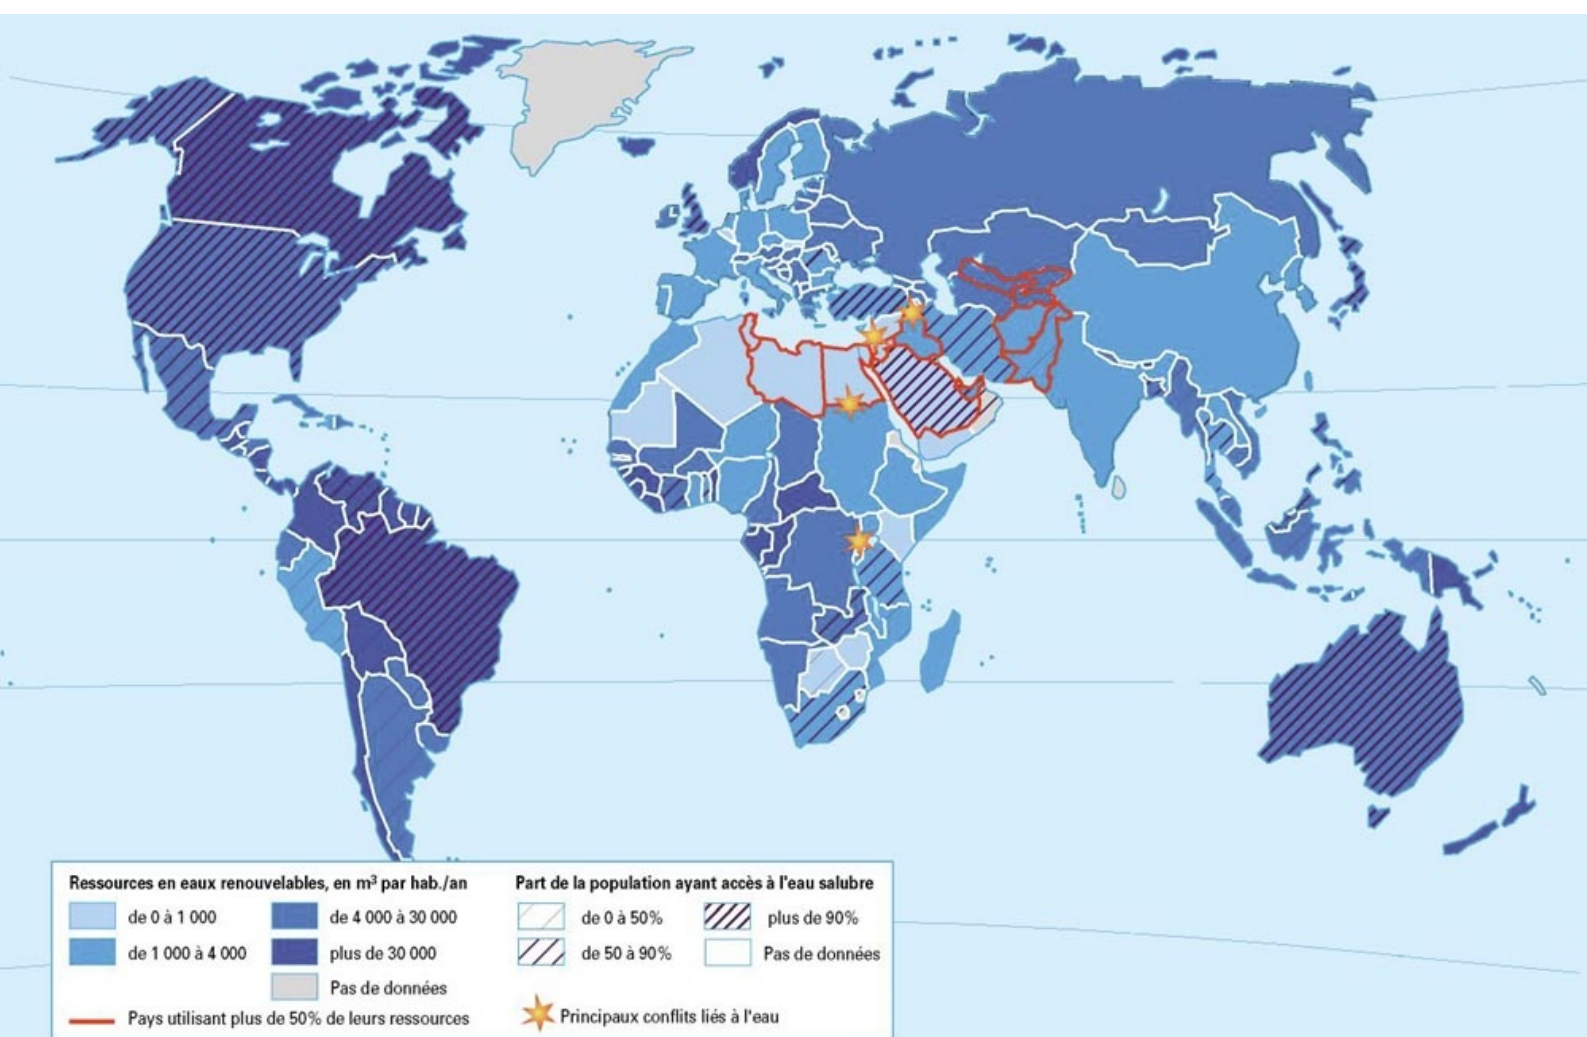 Ressources en eaux renouvelables, en m³ par hab./an
de 0 à 1 000
de 4 000 à 30 000
de 1 000 à 4 000
plus de 30 000
Pas de données
Pays utilisant plus de 50% de leurs ressources
Part de la population ayant accès à l'eau salubre
de 0 à 50%
plus de 90%
de 50 à 90%
Pas de données
Principaux conflits liés à l'eau